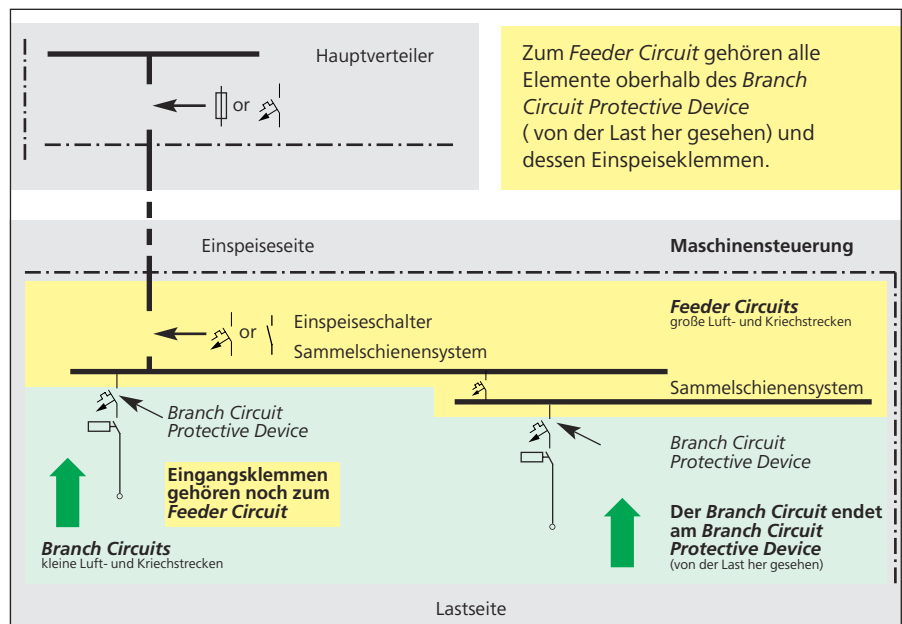 Hauptverteiler
or
Zum Feeder Circuit gehören alle
Elemente oberhalb des Branch
Circuit Protective Device
( von der Last her gesehen) und
dessen Einspeiseklemmen.
Einspeiseseite
Maschinensteuerung
Feeder Circuits
große Luft- und Kriechstrecken
or
Einspeiseschalter
Sammelschienensystem
Sammelschienensystem
Branch Circuit
Protective Device
Branch Circuit
Protective Device
Eingangsklemmen
gehören noch zum
Feeder Circuit
Der Branch Circuit endet
am Branch Circuit
Protective Device
(von der Last her gesehen)
Branch Circuits
kleine Luft- und Kriechstrecken
Lastseite